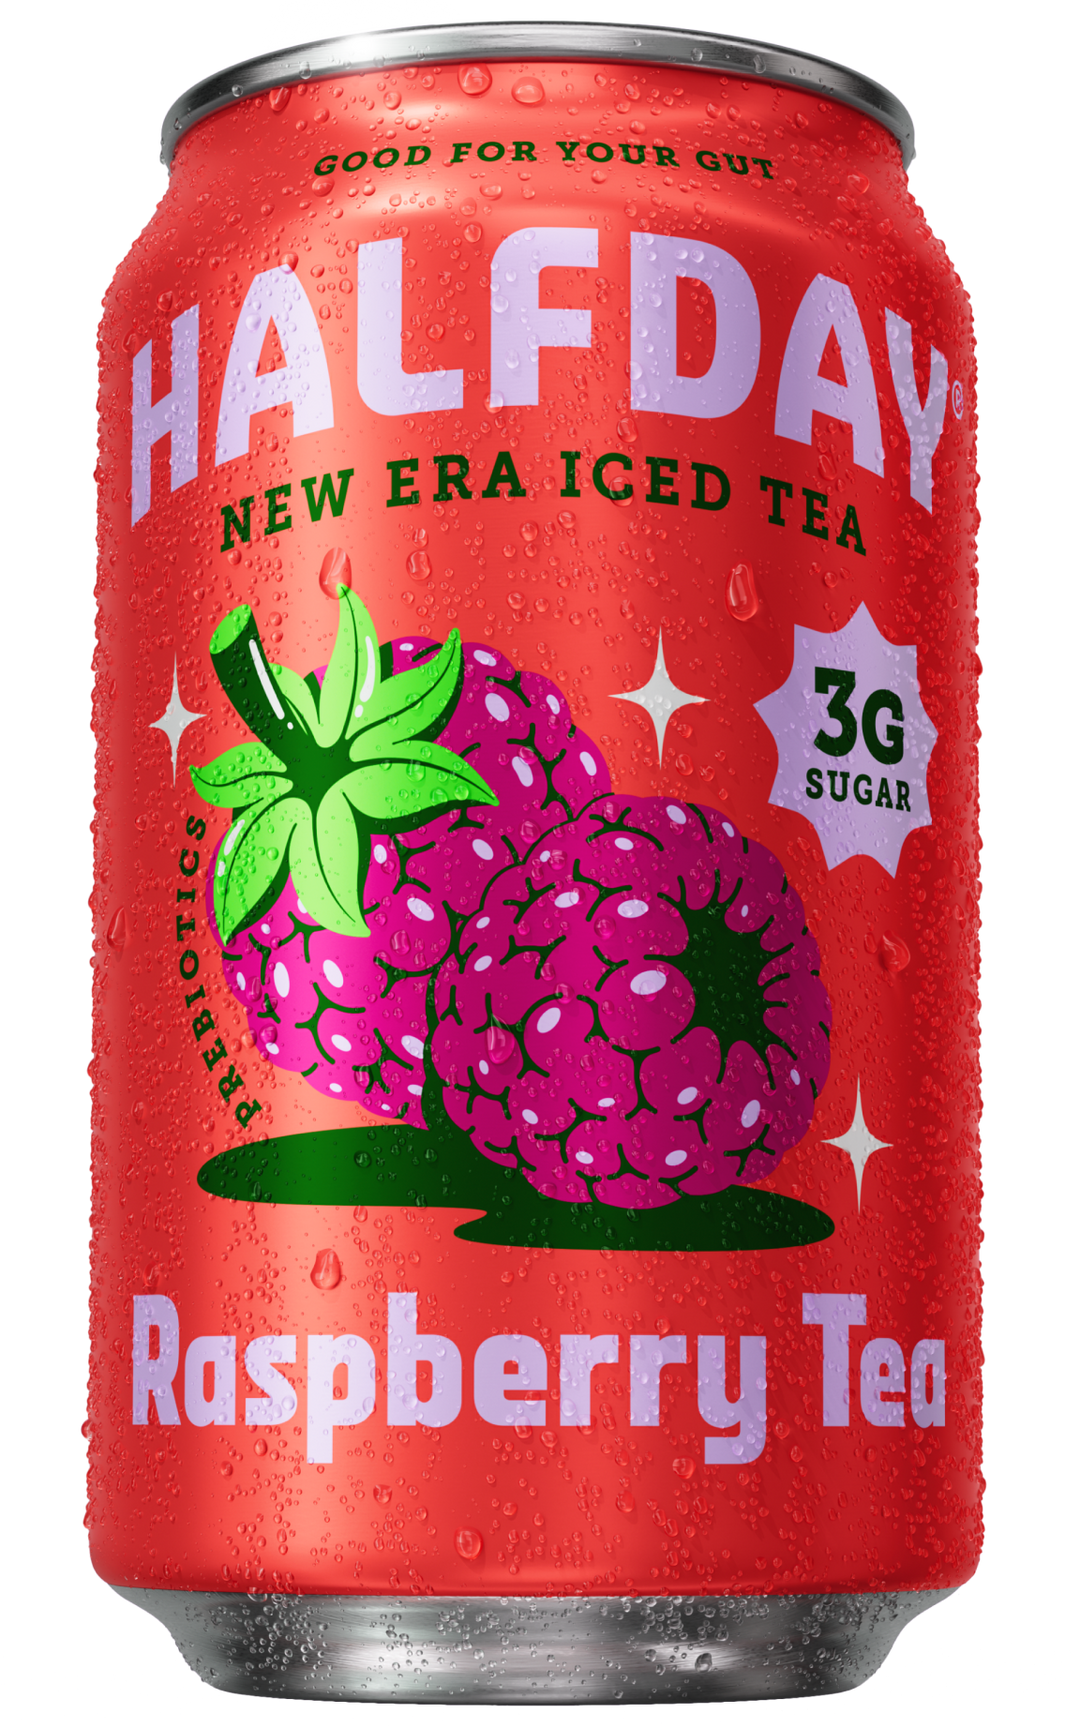 GOOD FOR YOUR GUT
HALFDAY®
NEW ERA ICED TEA
3G
SUGAR
PREBIOTICS
Raspberry Tea